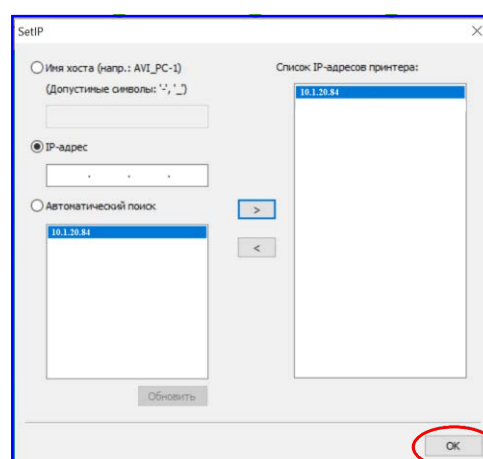 SetIP
Имя хоста (напр.: AVI_PC-1)
(Допустимые символы: '-', '_')
IP-адрес
. . .
Автоматический поиск
10.1.20.84
Обновить
>
<
Список IP-адресов принтера:
10.1.20.84
OK